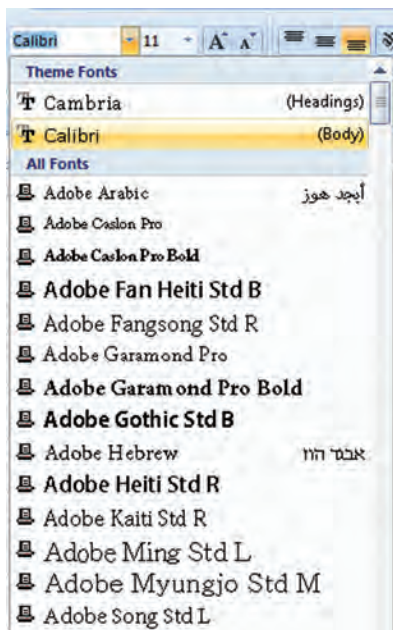 Calibri 11 A A
Theme Fonts
Cambria (Headings)
Calibri (Body)
All Fonts
Adobe Arabic أبجد هوز
Adobe Caslon Pro
Adobe Caslon Pro Bold
Adobe Fan Heiti Std B
Adobe Fangsong Std R
Adobe Garamond Pro
Adobe Garamond Pro Bold
Adobe Gothic Std B
Adobe Hebrew אבגד הוז
Adobe Heiti Std R
Adobe Kaiti Std R
Adobe Ming Std L
Adobe Myungjo Std M
Adobe Song Std L